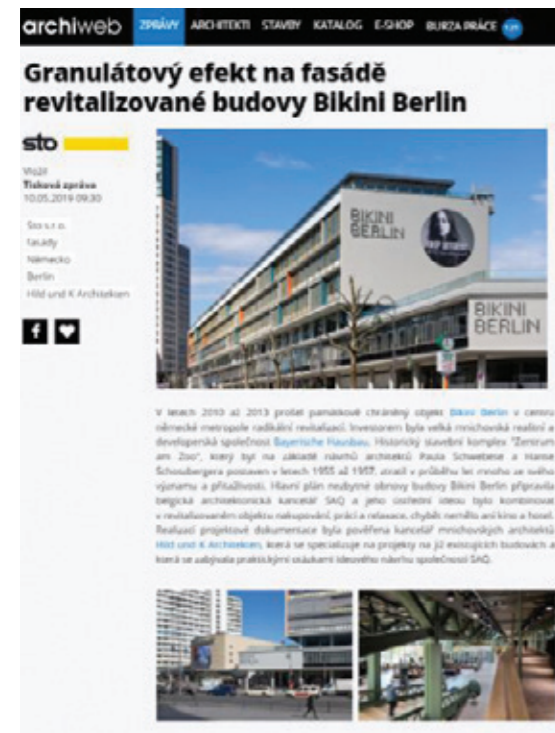 archiweb ZPRÁVY ARCHITEKTI STAVBY KATALOG E-SHOP BURZA PRÁCE
Granulátový efekt na fasádě
revitalizované budovy Bikini Berlin
sto
Vložil
Tisková zpráva
10.05.2019 09:30
Sto s.r.o.
fasády
Německo
Berlin
Hild und K Architekten
BIKINI
BERLIN
BIKINI
BERLIN
V letech 2010 až 2013 prošel památkově chráněný objekt Bikini Berlin v centru
německé metropole radikální revitalizací. Investorem byla velká mnichovská realitní a
developerská společnost Bayerische Hausbau. Historický stavební komplex "Zentrum
am Zoo", který byl na základě návrhů architektů Paula Schwebese a Hanse
Schoszbergera postaven v letech 1955 až 1957, ztratil v průběhu let mnoho ze svého
významu a přitažlivosti. Hlavní plán nezbytné obnovy budovy Bikini Berlin připravila
belgická architektonická kancelář SAQ a jeho ústřední ideou bylo kombinovat
v revitalizovaném objektu nakupování, práci a relaxace, chybět nemělo ani kino a hotel.
Realizací projektové dokumentace byla pověřena kancelář mnichovských architektů
Hild und K Architekten, která se specializuje na projekty na již existujících budovách a
která se zabývala praktickými otázkami ideového návrhu společnosti SAQ.